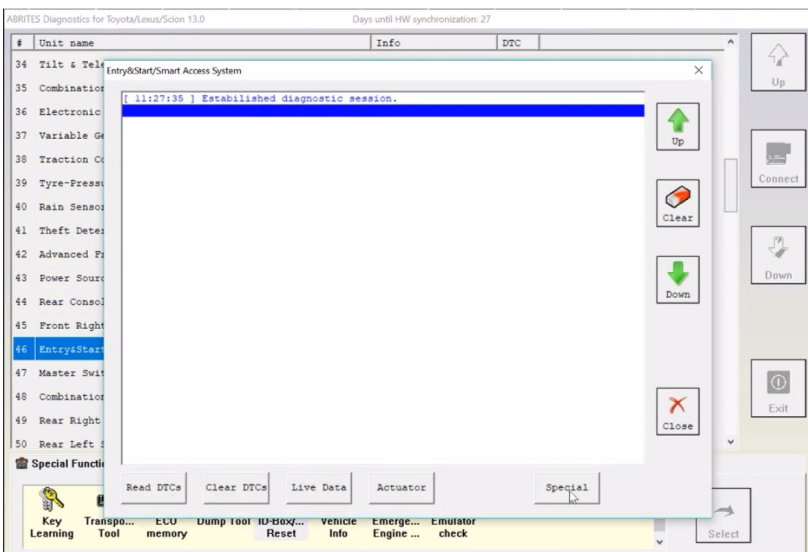 ABRITES Diagnostics for Toyota/Lexus/Scion 13.0 Days until HW synchronization: 27
# Unit name Info DTC
34 Tilt & Tele
35 Combination
36 Electronic
37 Variable Ge
38 Traction Co
39 Tyre-Pressu
40 Rain Sensor
41 Theft Deter
42 Advanced Fr
43 Power Sourc
44 Rear Consol
45 Front Right
46 Entry&Start
47 Master Swit
48 Combination
49 Rear Right
50 Rear Left S
Entry&Start/Smart Access System
[ 11:27:35 ] Estabilished diagnostic session.
Up
Clear
Down
Close
Read DTCs Clear DTCs Live Data Actuator Special
Up
Connect
Down
Exit
Special Functi
Key Learning
Transpo... Tool
ECU memory
Dump Tool
ID-Box/... Reset
Vehicle Info
Emerge... Engine ...
Emulator check
Select